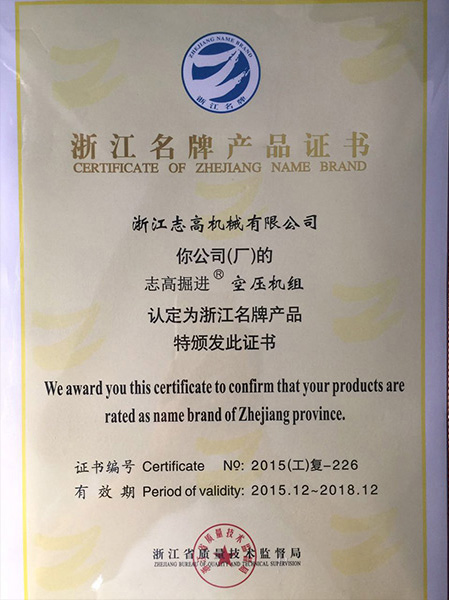 ZHEJIANG NAME BRAND
浙江名牌
浙江名牌产品证书
CERTIFICATE OF ZHEJIANG NAME BRAND
浙江志高机械有限公司
你公司(厂)的
志高掘进® 空压机组
认定为浙江名牌产品
特颁发此证书
We award you this certificate to confirm that your products are
rated as name brand of Zhejiang province.
证书编号 Certificate No: 2015(工)复-226
有效期 Period of validity: 2015.12~2018.12
浙江省质量技术监督局
ZHEJIANG BUREAU OF QUALITY AND TECHNICAL SUPERVISION